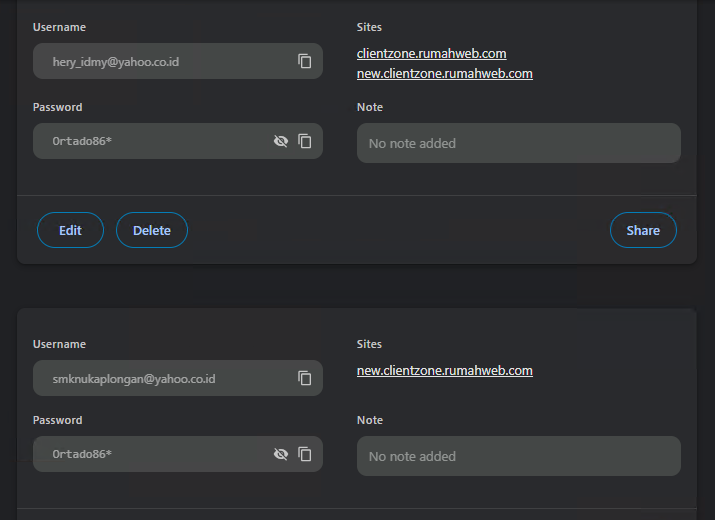 Username
Sites
hery_idmy@yahoo.co.id
clientzone.rumahweb.com
new.clientzone.rumahweb.com
Password
Note
Ortado86*
No note added
Edit
Delete
Share
Username
Sites
smknukaplongan@yahoo.co.id
new.clientzone.rumahweb.com
Password
Note
Ortado86*
No note added